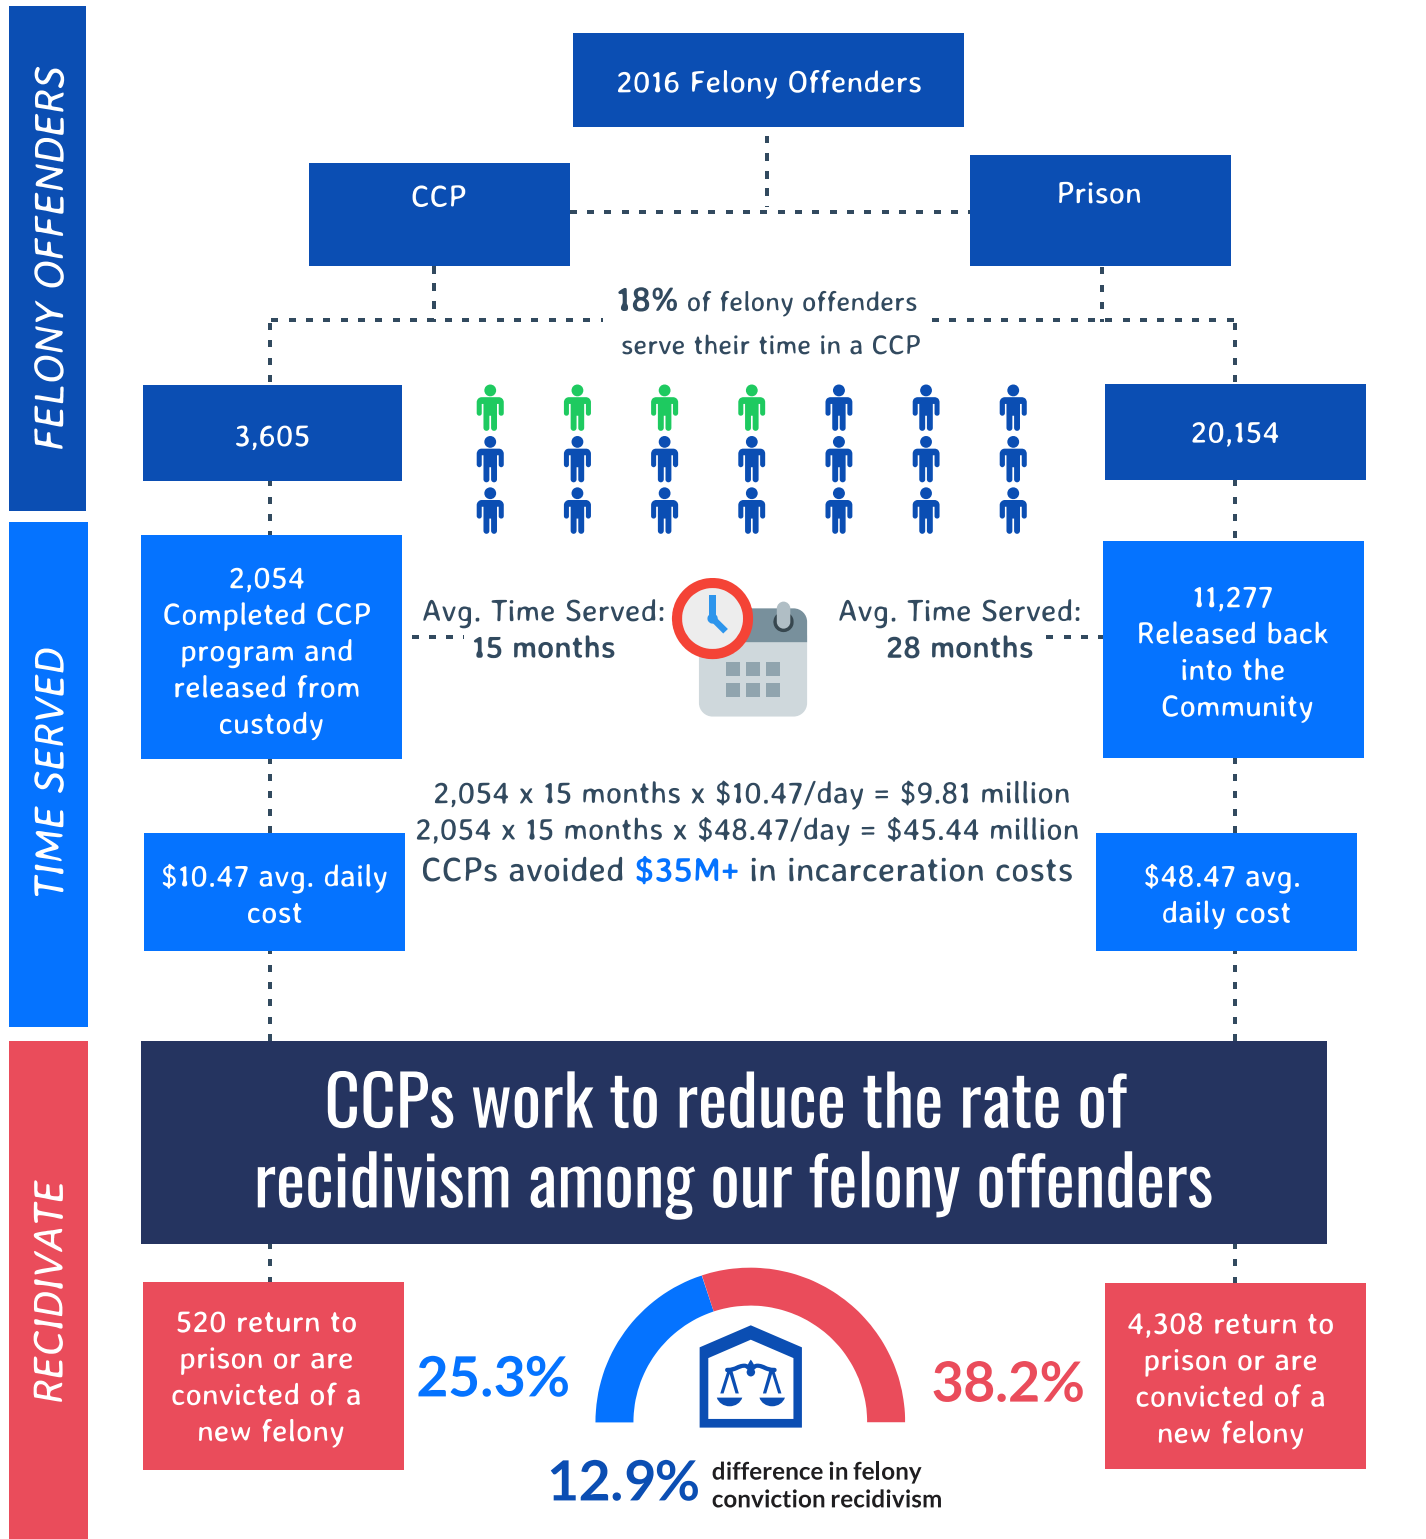 FELONY OFFENDERS
2016 Felony Offenders
CCP
Prison
18% of felony offenders
serve their time in a CCP
3,605
20,154
TIME SERVED
2,054
Completed CCP
program and
released from
custody
Avg. Time Served:
15 months
Avg. Time Served:
28 months
11,277
Released back
into the
Community
2,054 x 15 months x $10.47/day = $9.81 million
2,054 x 15 months x $48.47/day = $45.44 million
CCPs avoided $35M+ in incarceration costs
$10.47 avg. daily
cost
$48.47 avg.
daily cost
RECIDIVATE
CCPs work to reduce the rate of
recidivism among our felony offenders
520 return to
prison or are
convicted of a
new felony
25.3%
38.2%
4,308 return to
prison or are
convicted of a
new felony
12.9% difference in felony
conviction recidivism